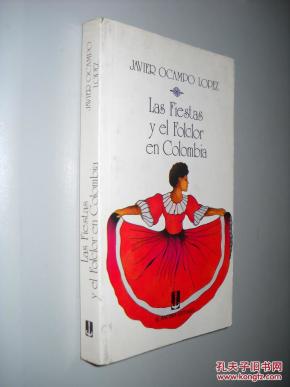 JAVIER OCAMPO LOPEZ
Las Fiestas
y el Folclor
en Colombia
JAVIER OCAMPO
LOPEZ
Las Fiestas
y el Folclor en Colombia
孔夫子旧书网